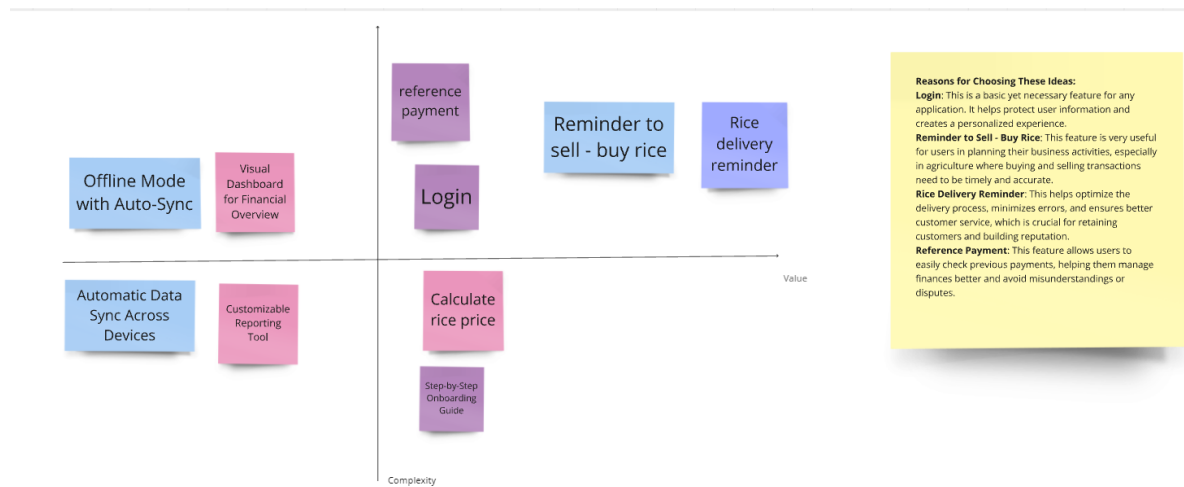 reference
payment
Reminder to
sell - buy rice
Rice
delivery
reminder
Offline Mode
with Auto-Sync
Visual
Dashboard
for Financial
Overview
Login
Value
Automatic Data
Sync Across
Devices
Customizable
Reporting
Tool
Calculate
rice price
Step-by-Step
Onboarding
Guide
Complexity
Reasons for Choosing These Ideas:
Login: This is a basic yet necessary feature for any
application. It helps protect user information and
creates a personalized experience.
Reminder to Sell - Buy Rice: This feature is very useful
for users in planning their business activities, especially
in agriculture where buying and selling transactions
need to be timely and accurate.
Rice Delivery Reminder: This helps optimize the
delivery process, minimizes errors, and ensures better
customer service, which is crucial for retaining
customers and building reputation.
Reference Payment: This feature allows users to
easily check previous payments, helping them manage
finances better and avoid misunderstandings or
disputes.